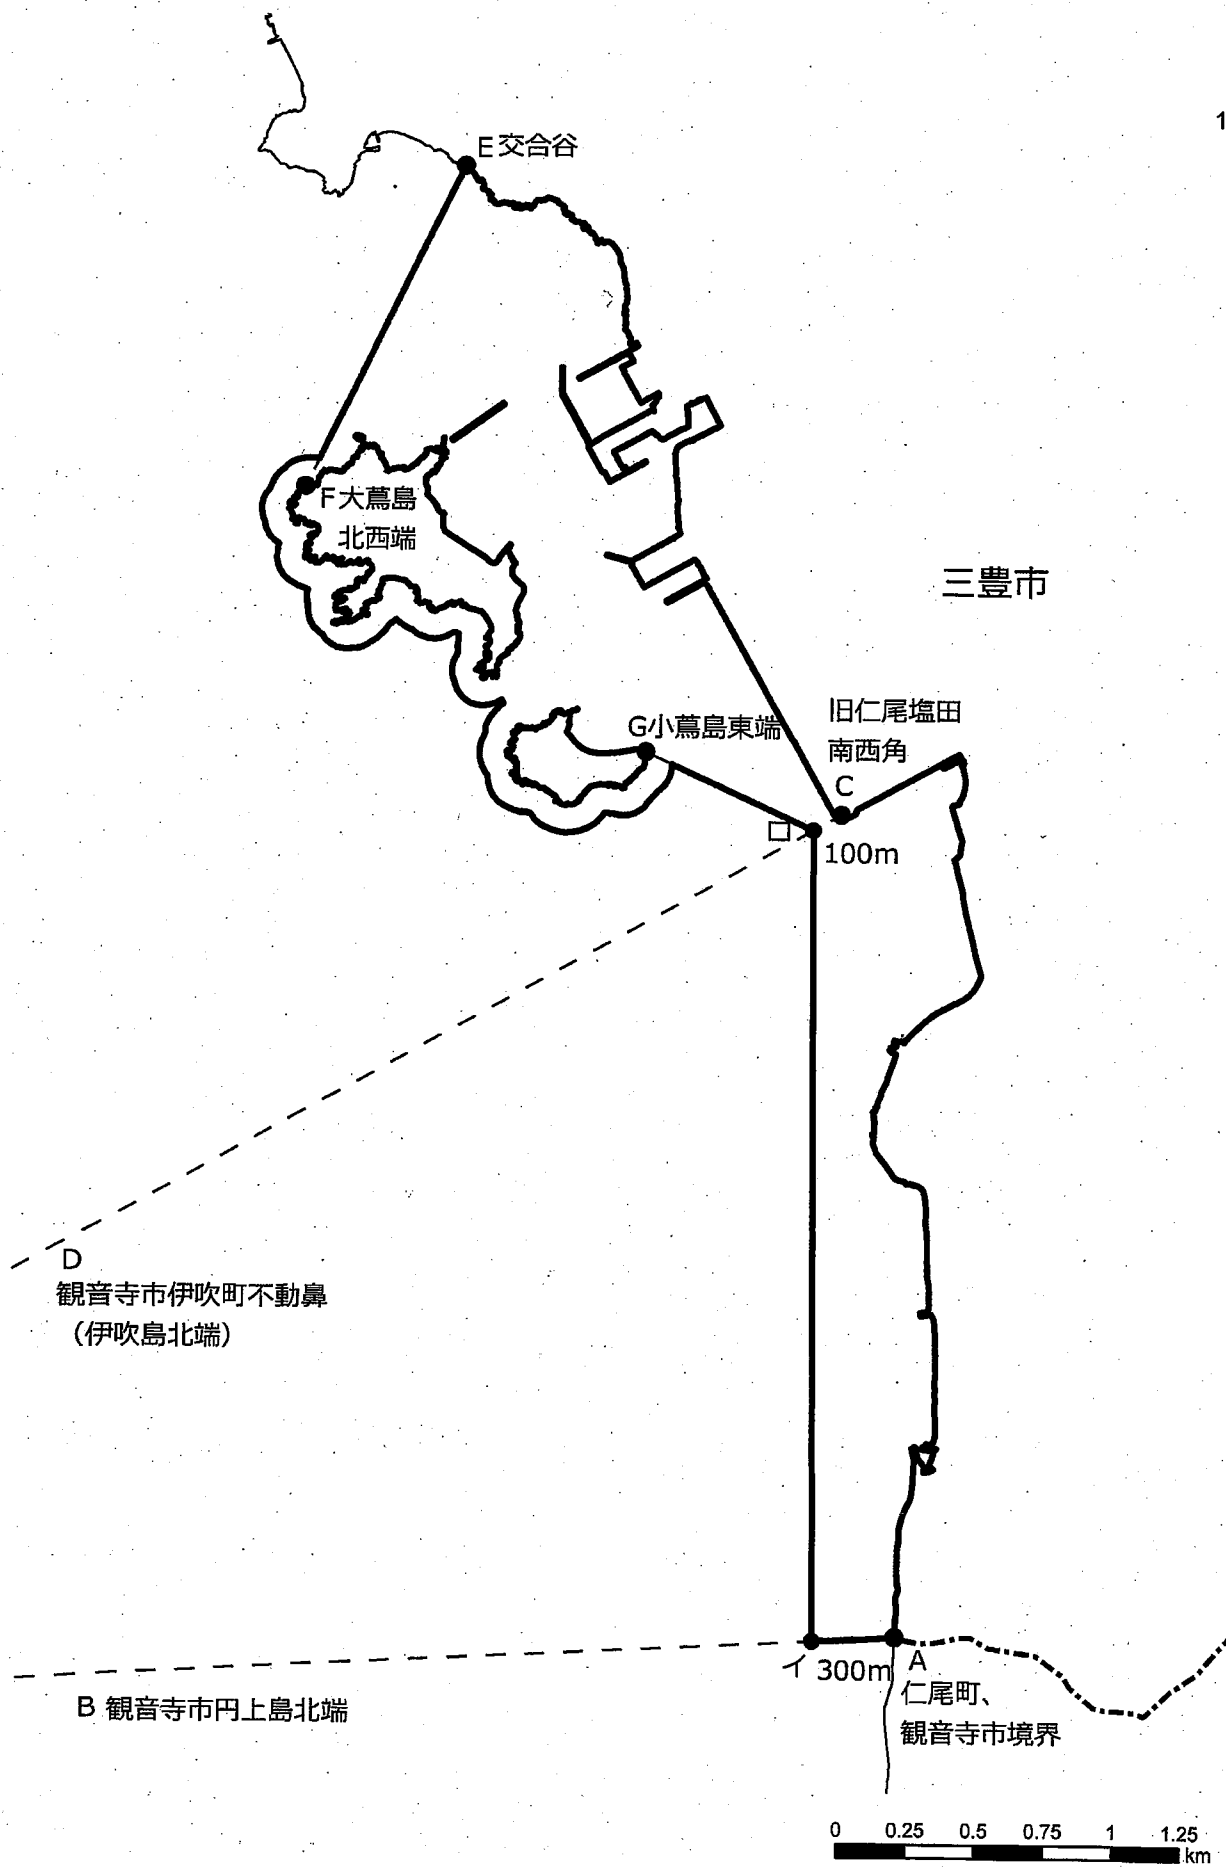 1
E 交合谷
F大蔦島
北西端
三豊市
G小蔦島東端
旧仁尾塩田
南西角
C
ロ
100m
D
観音寺市伊吹町不動鼻
（伊吹島北端）
イ 300m
A
仁尾町、
観音寺市境界
B 観音寺市円上島北端
0 0.25 0.5 0.75 1 1.25
km